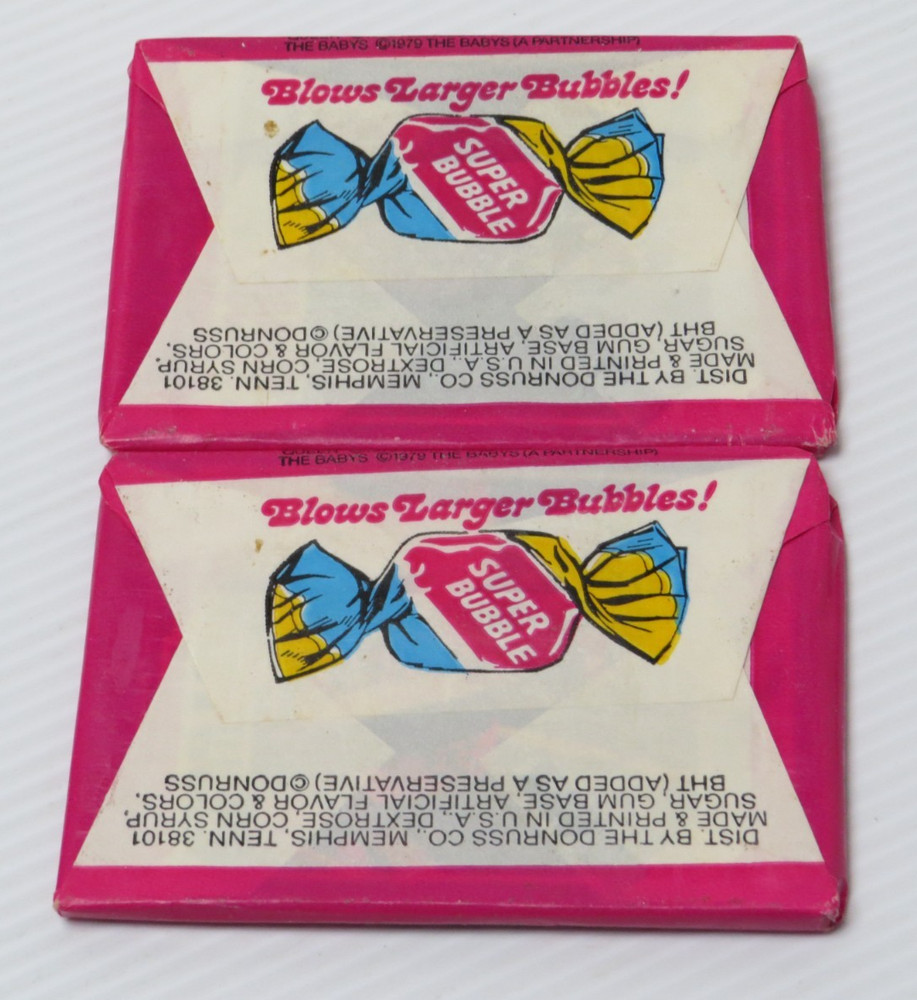 THE BABYS ©1979 THE BABYS (A PARTNERSHIP)
Blows Larger Bubbles!
SUPER
BUBBLE
DIST. BY THE DONRUSS CO., MEMPHIS, TENN. 38101
MADE & PRINTED IN U.S.A. DEXTROSE, CORN SYRUP,
SUGAR, GUM BASE, ARTIFICIAL FLAVOR & COLORS,
BHT (ADDED AS A PRESERVATIVE) © DONRUSS
THE BABYS ©1979 THE BABYS (A PARTNERSHIP)
Blows Larger Bubbles!
SUPER
BUBBLE
DIST. BY THE DONRUSS CO., MEMPHIS, TENN. 38101
MADE & PRINTED IN U.S.A. DEXTROSE, CORN SYRUP,
SUGAR, GUM BASE, ARTIFICIAL FLAVOR & COLORS,
BHT (ADDED AS A PRESERVATIVE) © DONRUSS